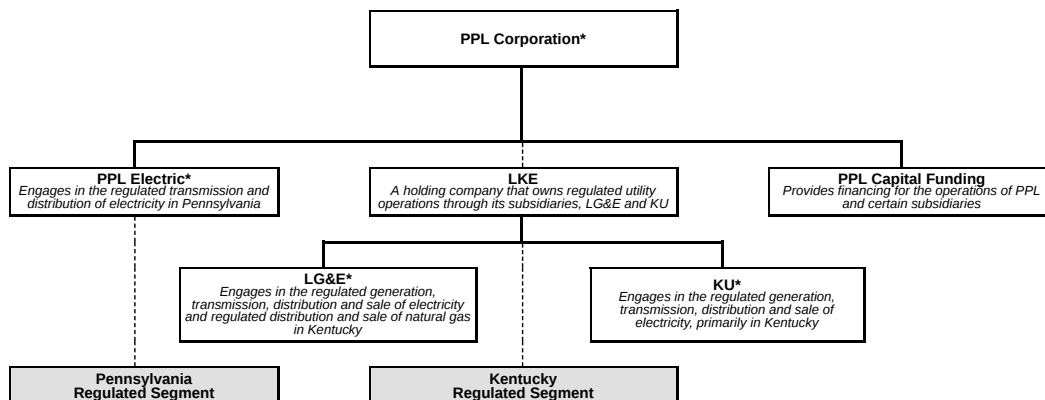 PPL Corporation*
PPL Electric*
Engages in the regulated transmission and
distribution of electricity in Pennsylvania
LKE
A holding company that owns regulated utility
operations through its subsidiaries, LG&E and KU
PPL Capital Funding
Provides financing for the operations of PPL
and certain subsidiaries
LG&E*
Engages in the regulated generation,
transmission, distribution and sale of electricity
and regulated distribution and sale of natural gas
in Kentucky
KU*
Engages in the regulated generation,
transmission, distribution and sale of
electricity, primarily in Kentucky
Pennsylvania
Regulated Segment
Kentucky
Regulated Segment